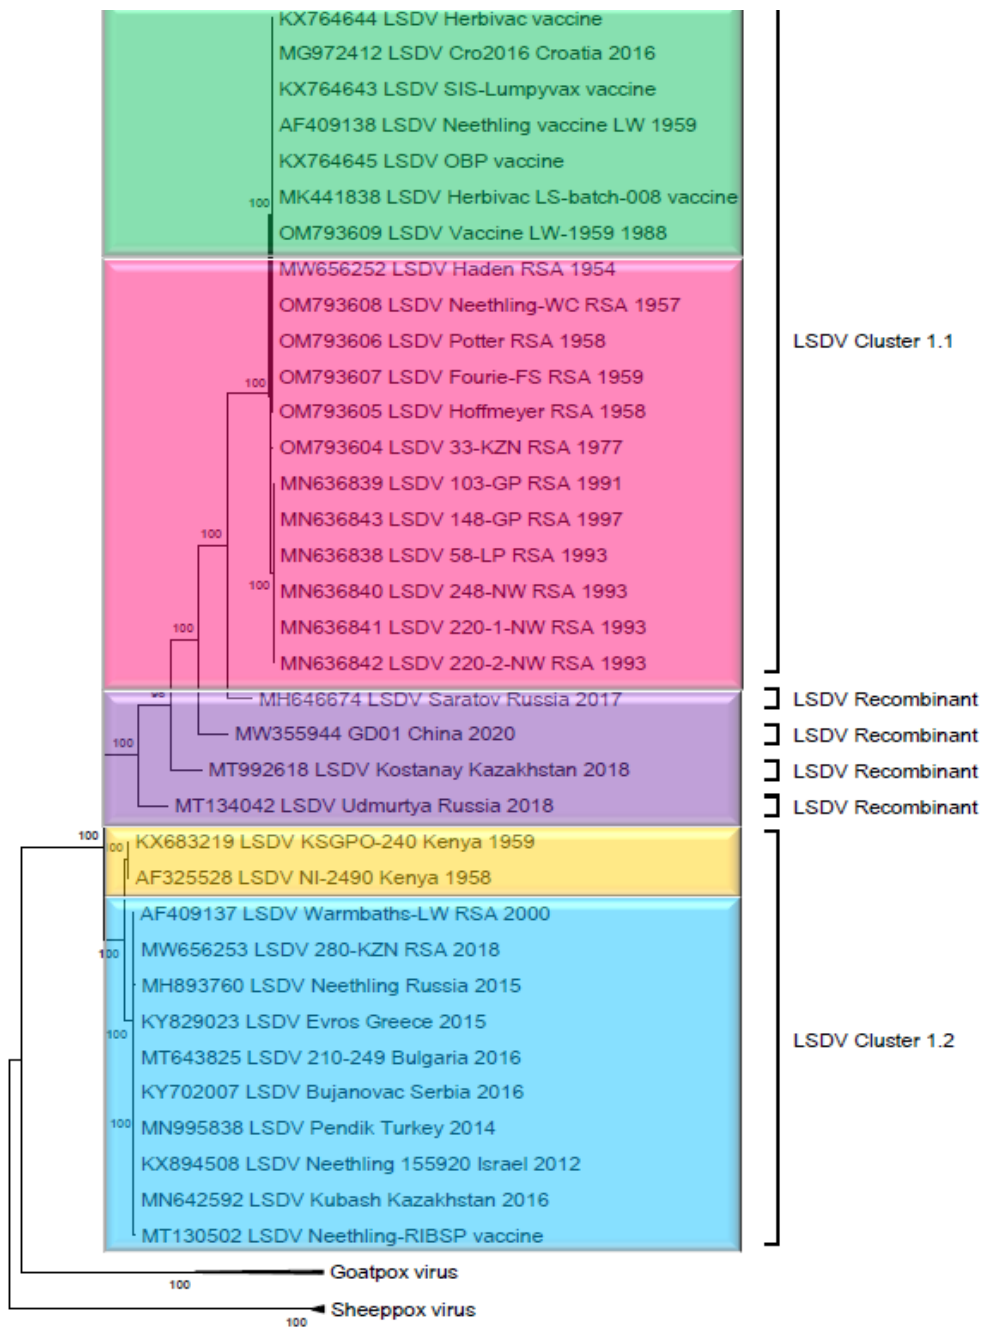 KX764644 LSDV Herbivac vaccine
MG972412 LSDV Cro2016 Croatia 2016
KX764643 LSDV SIS-Lumpyvax vaccine
AF409138 LSDV Neethling vaccine LW 1959
KX764645 LSDV OBP vaccine
100 MK441838 LSDV Herbivac LS-batch-008 vaccine
OM793609 LSDV Vaccine LW-1959 1988
MW656252 LSDV Haden RSA 1954
OM793608 LSDV Neethling-WC RSA 1957
OM793606 LSDV Potter RSA 1958 LSDV Cluster 1.1
100 OM793607 LSDV Fourie-FS RSA 1959
OM793605 LSDV Hoffmeyer RSA 1958
OM793604 LSDV 33-KZN RSA 1977
MN636839 LSDV 103-GP RSA 1991
100 MN636843 LSDV 148-GP RSA 1997
MN636838 LSDV 58-LP RSA 1993
100 MN636840 LSDV 248-NW RSA 1993
100 MN636841 LSDV 220-1-NW RSA 1993
MN636842 LSDV 220-2-NW RSA 1993
MH646674 LSDV Saratov Russia 2017 LSDV Recombinant
100 MW355944 GD01 China 2020 LSDV Recombinant
MT992618 LSDV Kostanay Kazakhstan 2018 LSDV Recombinant
MT134042 LSDV Udmurtya Russia 2018 LSDV Recombinant
100 KX683219 LSDV KSGPO-240 Kenya 1959
AF325528 LSDV NI-2490 Kenya 1958
AF409137 LSDV Warmbaths-LW RSA 2000
100 MW656253 LSDV 280-KZN RSA 2018
MH893760 LSDV Neethling Russia 2015
100 KY829023 LSDV Evros Greece 2015 LSDV Cluster 1.2
MT643825 LSDV 210-249 Bulgaria 2016
KY702007 LSDV Bujanovac Serbia 2016
100 MN995838 LSDV Pendik Turkey 2014
KX894508 LSDV Neethling 155920 Israel 2012
MN642592 LSDV Kubash Kazakhstan 2016
MT130502 LSDV Neethling-RIBSP vaccine
100 Goatpox virus
100 Sheeppox virus